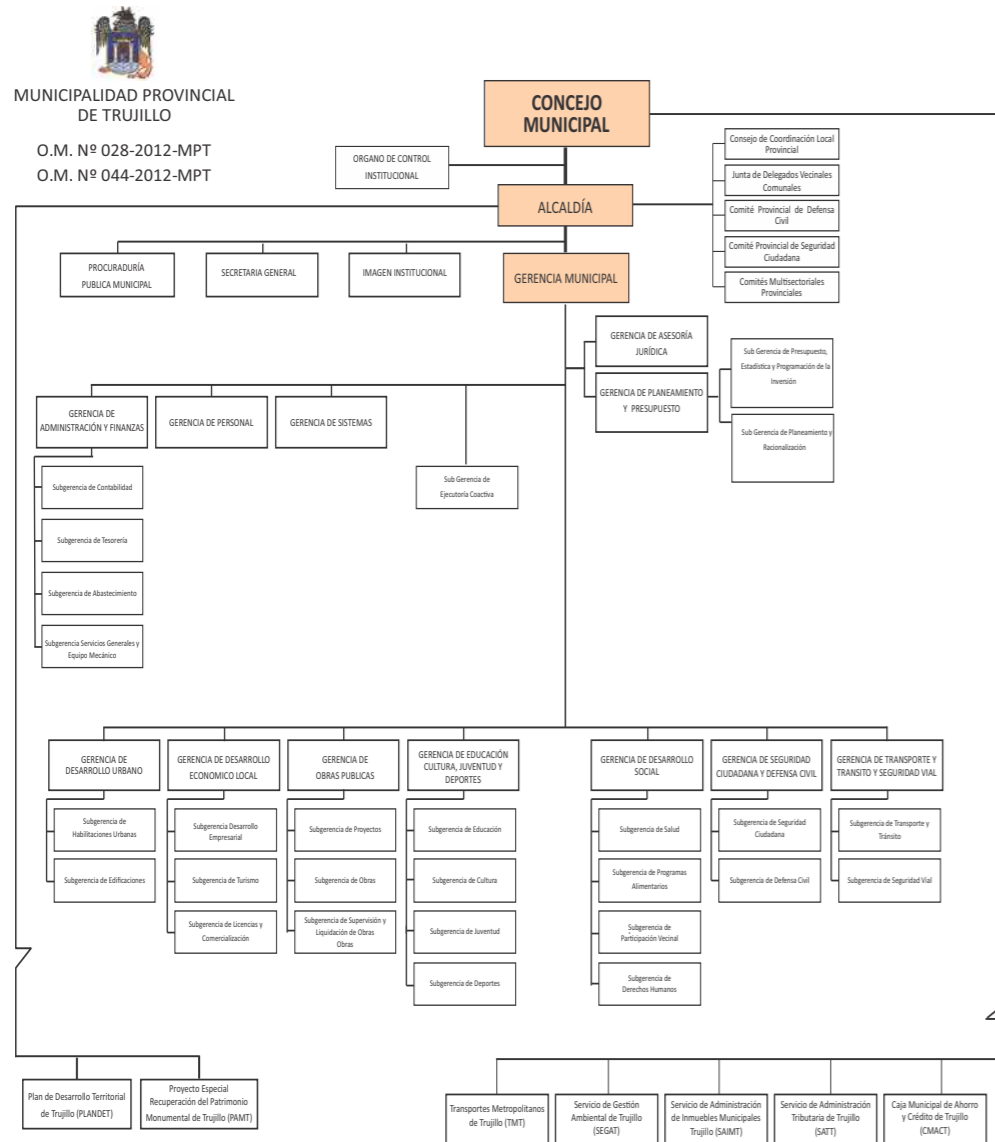 MUNICIPALIDAD PROVINCIAL
DE TRUJILLO
O.M. Nº 028-2012-MPT
O.M. Nº 044-2012-MPT
CONCEJO
MUNICIPAL
ORGANO DE CONTROL
INSTITUCIONAL
Consejo de Coordinación Local
Provincial
Junta de Delegados Vecinales
Comunales
Comité Provincial de Defensa
Civil
Comité Provincial de Seguridad
Ciudadana
Comités Multisectoriales
Provinciales
ALCALDÍA
PROCURADURÍA
PUBLICA MUNICIPAL
SECRETARIA GENERAL
IMAGEN INSTITUCIONAL
GERENCIA MUNICIPAL
GERENCIA DE ASESORÍA
JURÍDICA
GERENCIA DE PLANEAMIENTO
Y PRESUPUESTO
Sub Gerencia de Presupuesto,
Estadística y Programación de la
Inversión
Sub Gerencia de Planeamiento y
Racionalización
GERENCIA DE
ADMINISTRACIÓN Y FINANZAS
GERENCIA DE PERSONAL
GERENCIA DE SISTEMAS
Sub Gerencia de
Ejecutoría Coactiva
Subgerencia de Contabilidad
Subgerencia de Tesorería
Subgerencia de Abastecimiento
Subgerencia Servicios Generales y
Equipo Mecánico
GERENCIA DE
DESARROLLO URBANO
Subgerencia de
Habilitaciones Urbanas
Subgerencia de Edificaciones
GERENCIA DE DESARROLLO
ECONOMICO LOCAL
Subgerencia Desarrollo
Empresarial
Subgerencia de Turismo
Subgerencia de Licencias y
Comercialización
GERENCIA DE
OBRAS PUBLICAS
Subgerencia de Proyectos
Subgerencia de Obras
Subgerencia de Supervisión y
Liquidación de Obras
Obras
GERENCIA DE EDUCACIÓN
CULTURA, JUVENTUD Y
DEPORTES
Subgerencia de Educación
Subgerencia de Cultura
Subgerencia de Juventud
Subgerencia de Deportes
GERENCIA DE DESARROLLO
SOCIAL
Subgerencia de Salud
Subgerencia de Programas
Alimentarios
Subgerencia de
Participación Vecinal
Subgerencia de
Derechos Humanos
GERENCIA DE SEGURIDAD
CIUDADANA Y DEFENSA CIVIL
Subgerencia de Seguridad
Ciudadana
Subgerencia de Defensa Civil
GERENCIA DE TRANSPORTE Y
TRANSITO Y SEGURIDAD VIAL
Subgerencia de Transporte y
Tránsito
Subgerencia de Seguridad Vial
Plan de Desarrollo Territorial
de Trujillo (PLANDET)
Proyecto Especial
Recuperación del Patrimonio
Monumental de Trujillo (PAMT)
Transportes Metropolitanos
de Trujillo (TMT)
Servicio de Gestión
Ambiental de Trujillo
(SEGAT)
Servicio de Administración
de Inmuebles Municipales
Trujillo (SAIMT)
Servicio de Administración
Tributaria de Trujillo
(SATT)
Caja Municipal de Ahorro
y Crédito de Trujillo
(CMACT)